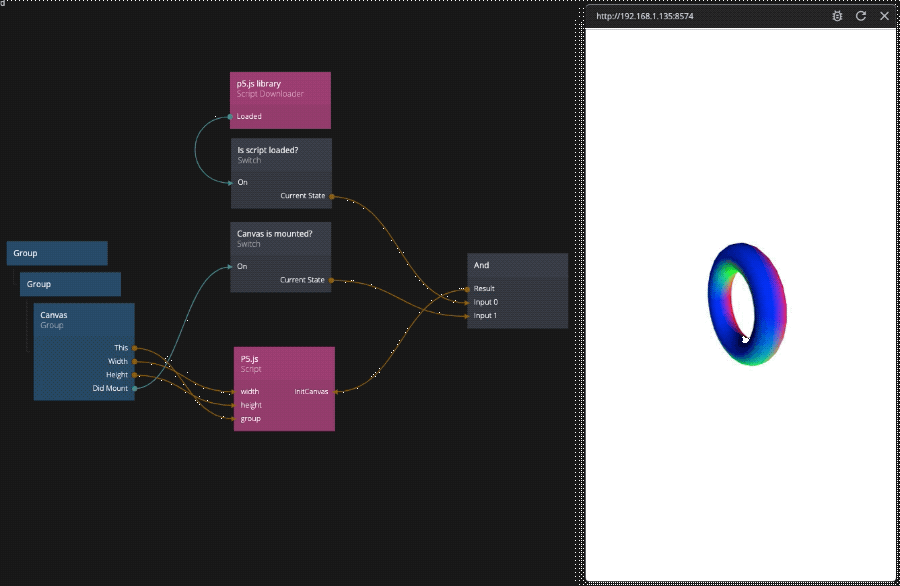 d
http://192.168.1.135:8574
p5.js library
Script Downloader
Loaded
Is script loaded?
Switch
On
Current State
Canvas is mounted?
Switch
On
Current State
Group
Group
Canvas
Group
This
Width
Height
Did Mount
P5.js
Script
width
InitCanvas
height
group
And
Result
Input 0
Input 1